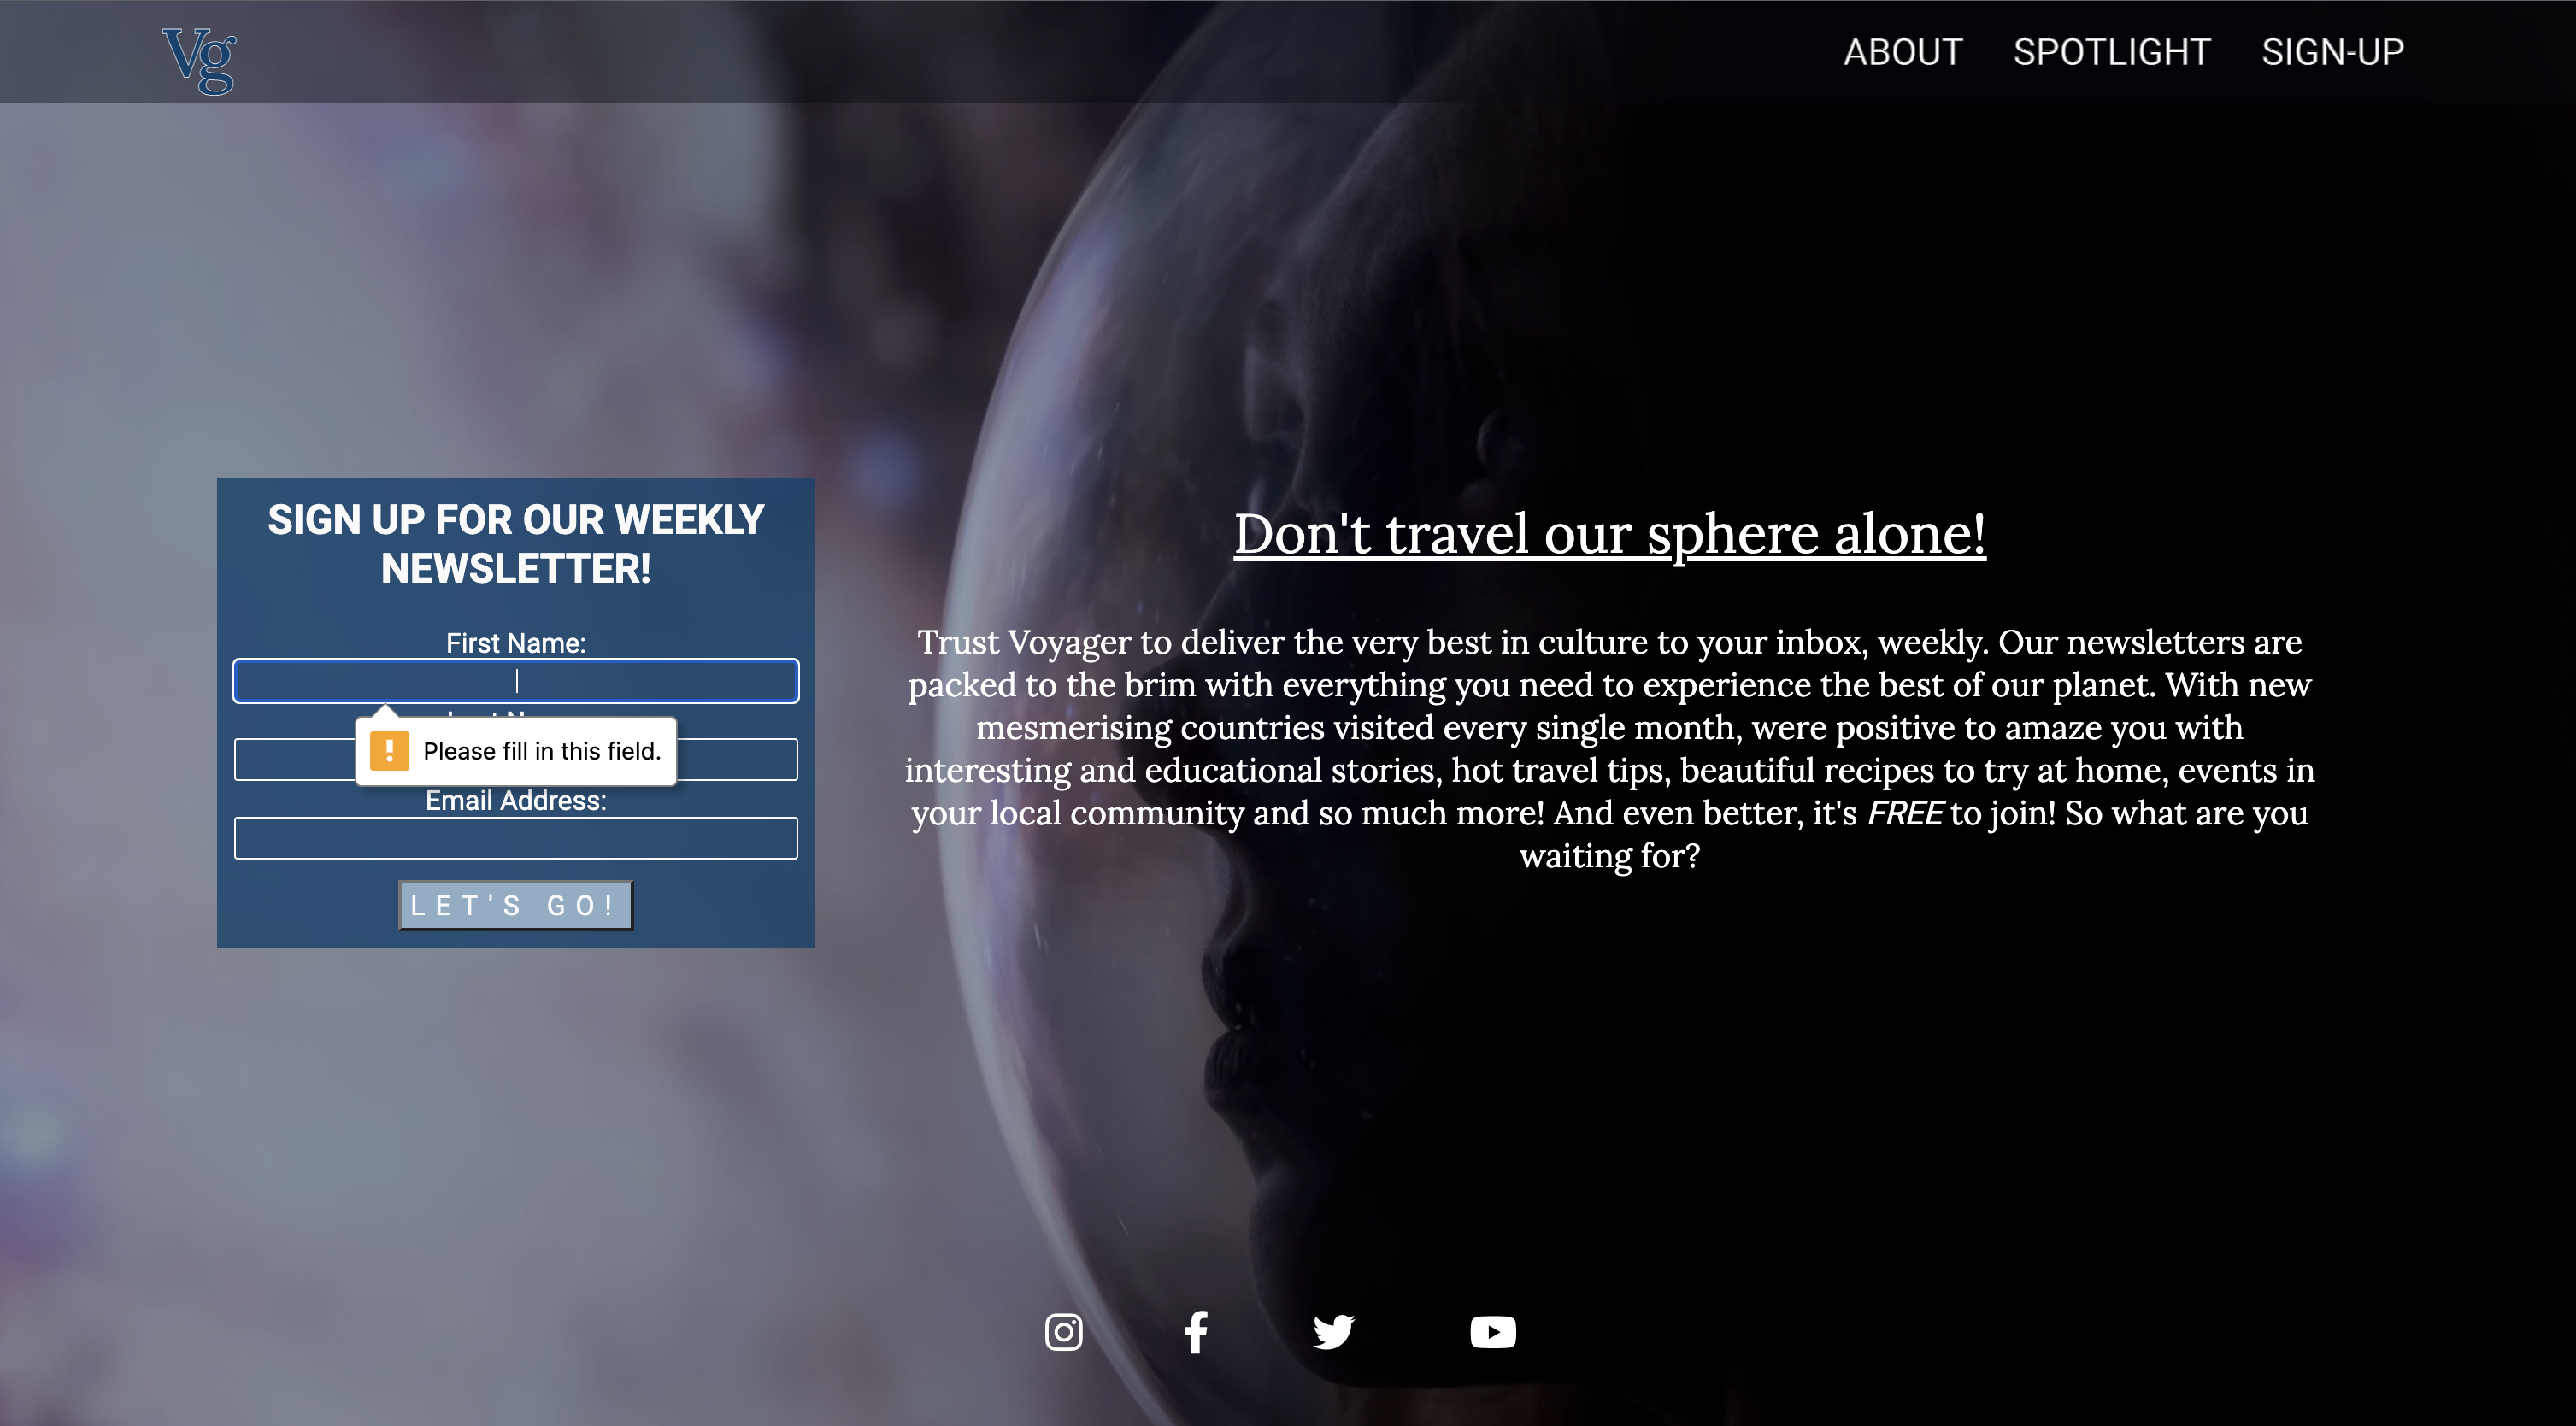 Vg
ABOUT SPOTLIGHT SIGN-UP
SIGN UP FOR OUR WEEKLY
NEWSLETTER!
First Name:
Please fill in this field.
Email Address:
LET'S GO!
Don't travel our sphere alone!
Trust Voyager to deliver the very best in culture to your inbox, weekly. Our newsletters are
packed to the brim with everything you need to experience the best of our planet. With new
mesmerising countries visited every single month, were positive to amaze you with
interesting and educational stories, hot travel tips, beautiful recipes to try at home, events in
your local community and so much more! And even better, it's FREE to join! So what are you
waiting for?